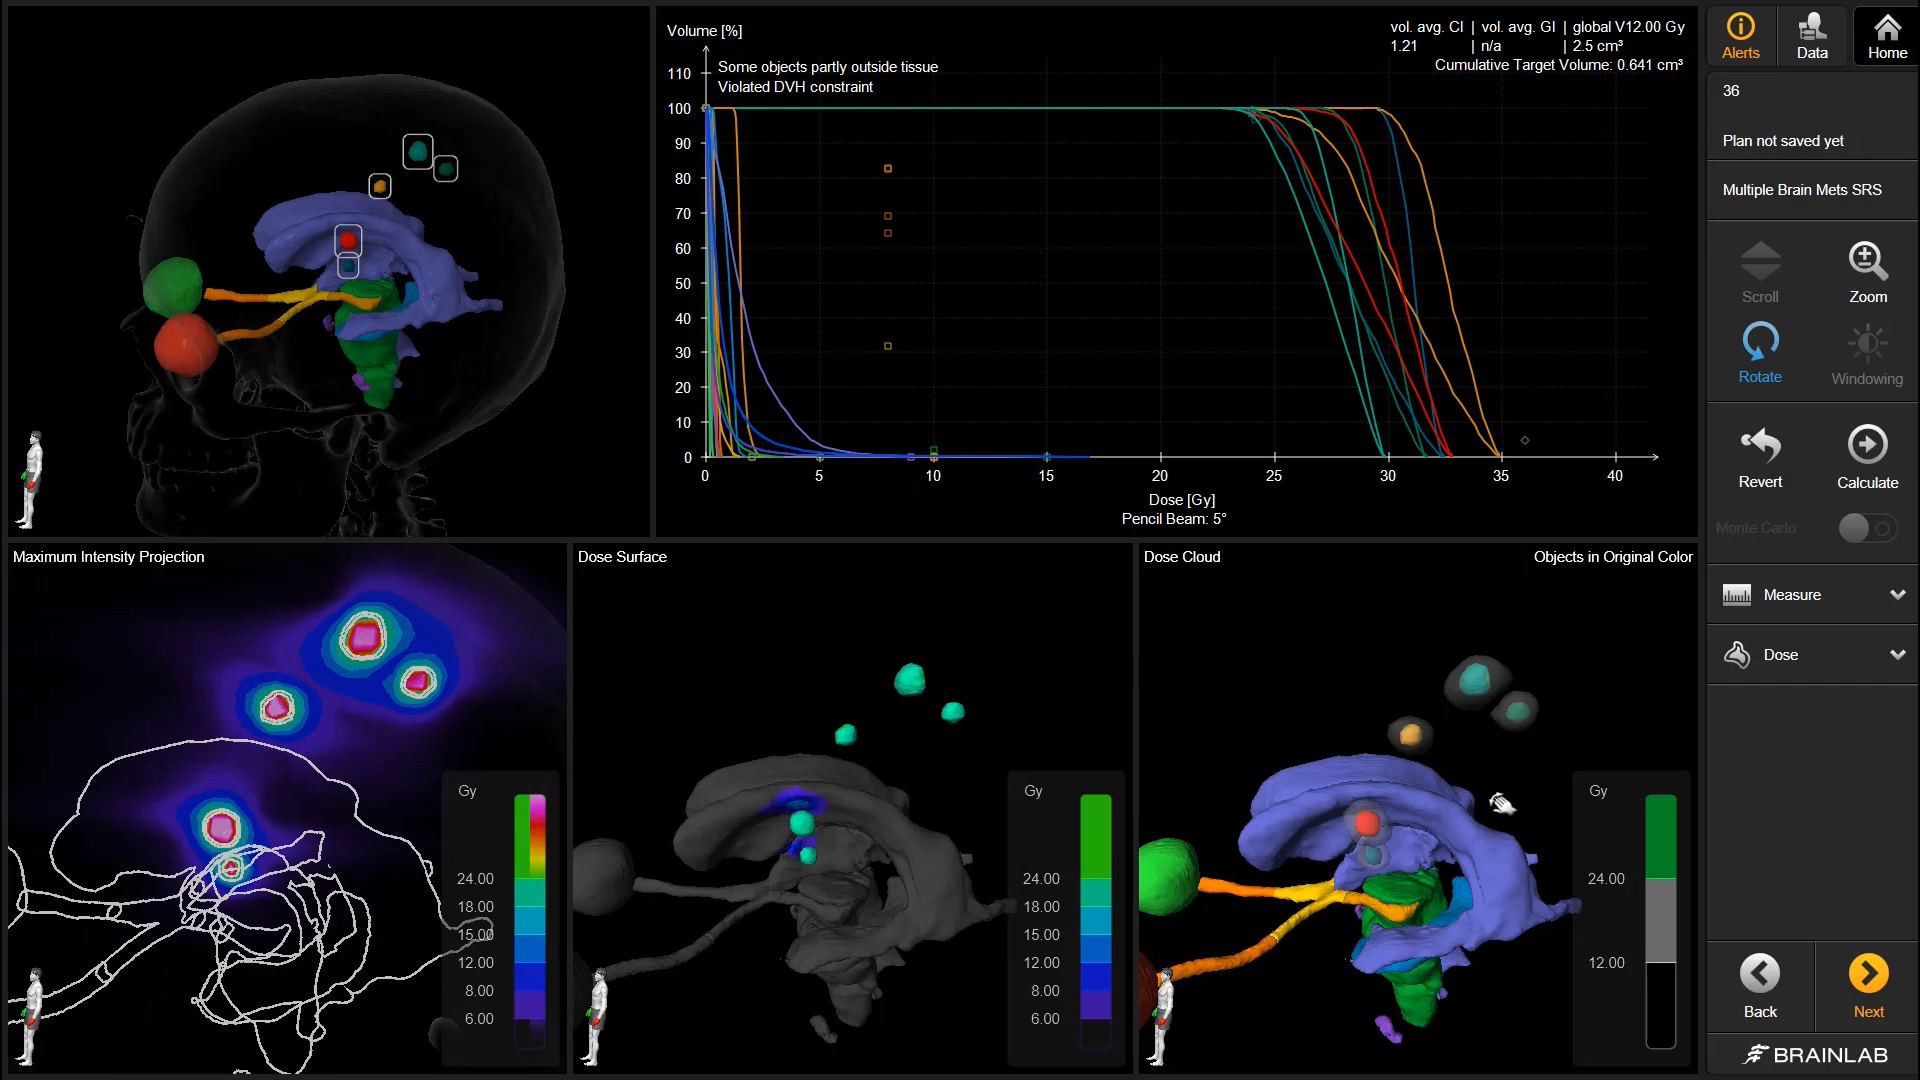 Volume [%]
vol. avg. CI | vol. avg. GI | global V12.00 Gy
1.21 | n/a | 2.5 cm³
Cumulative Target Volume: 0.641 cm³
Some objects partly outside tissue
Violated DVH constraint
110
100
90
80
70
60
50
40
30
20
10
0
0 5 10 15 20 25 30 35 40
Dose [Gy]
Pencil Beam: 5°
Maximum Intensity Projection
Gy
24.00
18.00
15.00
12.00
8.00
6.00
Dose Surface
Gy
24.00
18.00
15.00
12.00
8.00
6.00
Dose Cloud
Objects in Original Color
Gy
24.00
12.00
Alerts
Data
Home
36
Plan not saved yet
Multiple Brain Mets SRS
Scroll
Zoom
Rotate
Windowing
Revert
Calculate
Monte Carlo
Measure
Dose
Back
Next
BRAINLAB